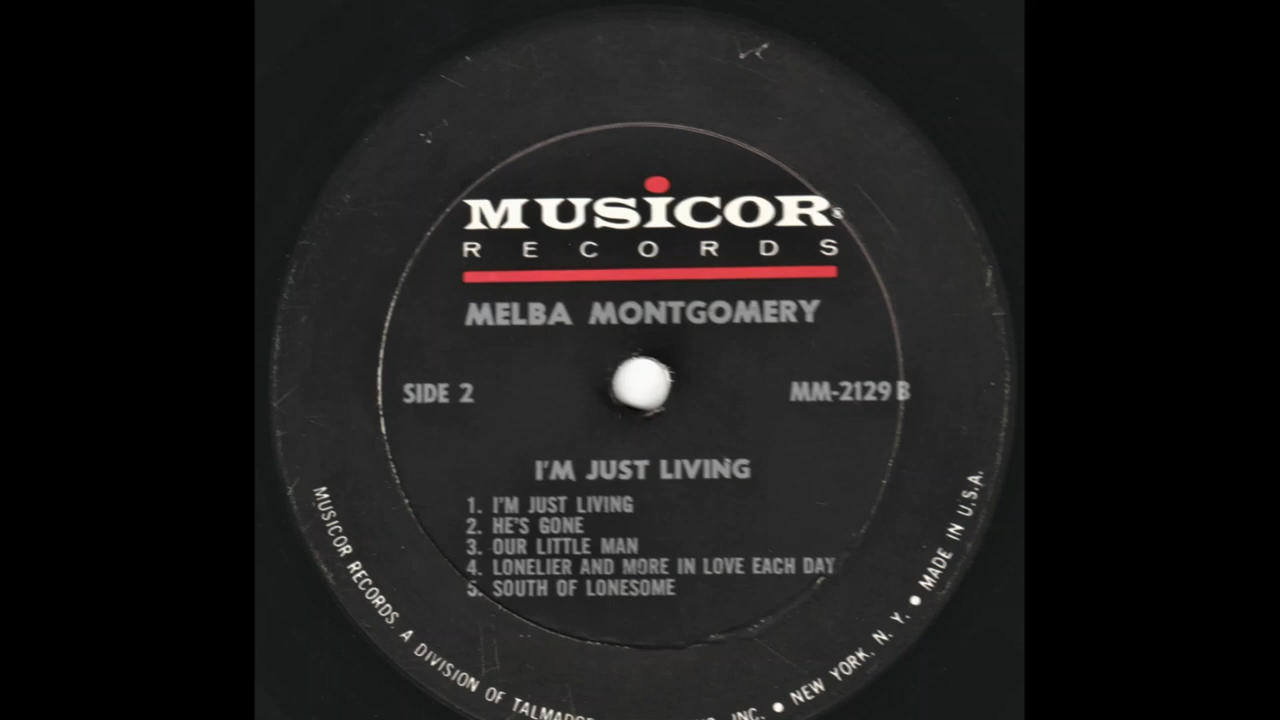 MUSICOR®
RECORDS
MELBA MONTGOMERY
SIDE 2
MM-2129 B
I'M JUST LIVING
1. I'M JUST LIVING
2. HE'S GONE
3. OUR LITTLE MAN
4. LONELIER AND MORE IN LOVE EACH DAY
5. SOUTH OF LONESOME
MUSICOR RECORDS, A DIVISION OF INC. • NEW YORK, N. Y. • MADE IN U.S.A.